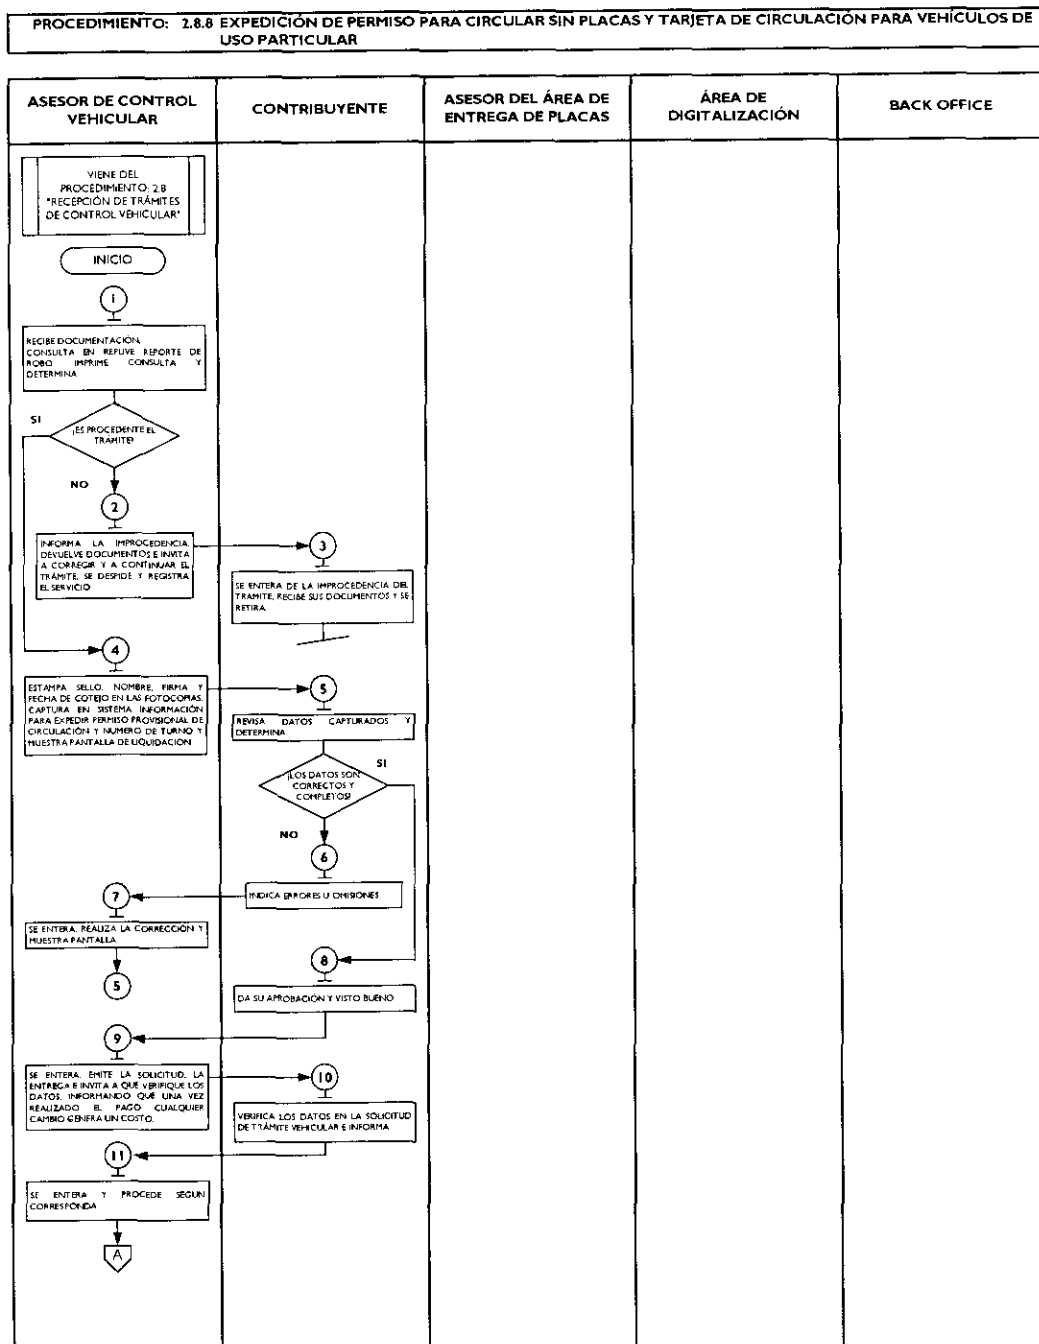 PROCEDIMIENTO: 2.8.8 EXPEDICIÓN DE PERMISO PARA CIRCULAR SIN PLACAS Y TARJETA DE CIRCULACIÓN PARA VEHÍCULOS DE
USO PARTICULAR
ASESOR DE CONTROL
VEHICULAR
CONTRIBUYENTE
ASESOR DEL ÁREA DE
ENTREGA DE PLACAS
ÁREA DE
DIGITALIZACIÓN
BACK OFFICE
VIENE DEL
PROCEDIMIENTO: 2.8
"RECEPCIÓN DE TRÁMITES
DE CONTROL VEHICULAR"
INICIO
1
RECIBE DOCUMENTACIÓN,
CONSULTA EN REPUVE REPORTE DE
ROBO IMPRIME CONSULTA Y
DETERMINA
SI
¿ES PROCEDENTE EL
TRÁMITE?
NO
2
INFORMA LA IMPROCEDENCIA,
DEVUELVE DOCUMENTOS E INVITA
A CORREGIR Y A CONTINUAR EL
TRÁMITE, SE DESPIDE Y REGISTRA
EL SERVICIO
3
SE ENTERA DE LA IMPROCEDENCIA DEL
TRAMITE, RECIBE SUS DOCUMENTOS Y SE
RETIRA
4
ESTAMPA SELLO, NOMBRE, FIRMA Y
FECHA DE COTEJO EN LAS FOTOCOPIAS,
CAPTURA EN SISTEMA INFORMACIÓN
PARA EXPEDIR PERMISO PROVISIONAL DE
CIRCULACIÓN Y NUMERO DE TURNO Y
MUESTRA PANTALLA DE LIQUIDACIÓN
5
REVISA DATOS CAPTURADOS Y
DETERMINA
SI
¿LOS DATOS SON
CORRECTOS Y
COMPLETOS?
NO
6
INDICA ERRORES U OMISIONES
7
SE ENTERA, REALIZA LA CORRECCIÓN Y
MUESTRA PANTALLA
5
8
DA SU APROBACIÓN Y VISTO BUENO
9
SE ENTERA, EMITE LA SOLICITUD, LA
ENTREGA E INVITA A QUE VERIFIQUE LOS
DATOS, INFORMANDO QUE UNA VEZ
REALIZADO EL PAGO CUALQUIER
CAMBIO GENERA UN COSTO.
10
VERIFICA LOS DATOS EN LA SOLICITUD
DE TRÁMITE VEHICULAR E INFORMA
11
SE ENTERA Y PROCEDE SEGÚN
CORRESPONDA
A